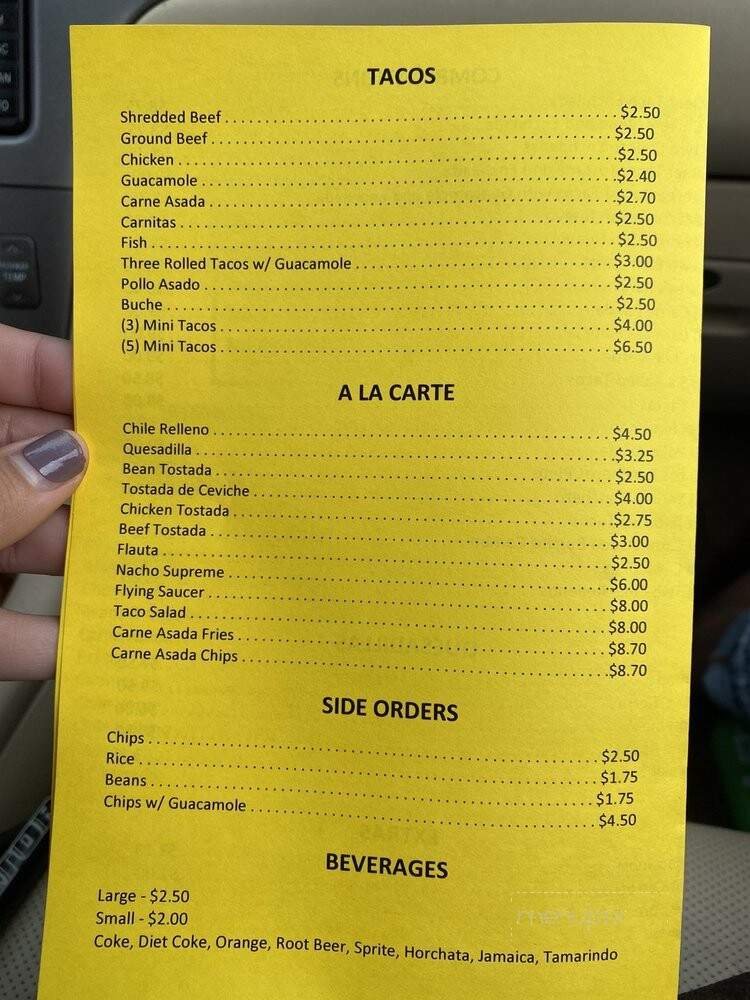 TACOS
Shredded Beef $2.50
Ground Beef $2.50
Chicken $2.50
Guacamole $2.40
Carne Asada $2.70
Carnitas $2.50
Fish $2.50
Three Rolled Tacos w/ Guacamole $3.00
Pollo Asado $2.50
Buche $2.50
(3) Mini Tacos $4.00
(5) Mini Tacos $6.50
A LA CARTE
Chile Relleno $4.50
Quesadilla $3.25
Bean Tostada $2.50
Tostada de Ceviche $4.00
Chicken Tostada $2.75
Beef Tostada $3.00
Flauta $2.50
Nacho Supreme $6.00
Flying Saucer $8.00
Taco Salad $8.00
Carne Asada Fries $8.70
Carne Asada Chips $8.70
SIDE ORDERS
Chips $2.50
Rice $1.75
Beans $1.75
Chips w/ Guacamole $4.50
BEVERAGES
Large - $2.50
Small - $2.00
Coke, Diet Coke, Orange, Root Beer, Sprite, Horchata, Jamaica, Tamarindo